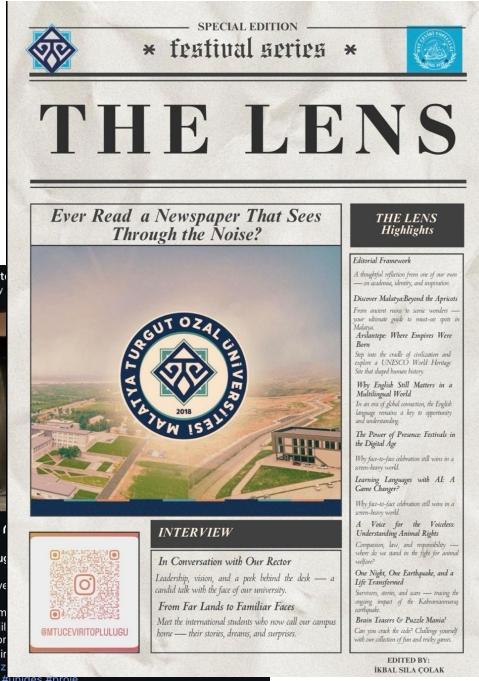 SPECIAL EDITION
* festival series *
THE LENS
Ever Read a Newspaper That Sees
Through the Noise?
MALATYA TURGUT OZAL ÜNİVERSİTESİ
2018
@MTUCEVIRITOPLULUGU
INTERVIEW
In Conversation with Our Rector
Leadership, vision, and a peek behind the desk — a
candid talk with the face of our university.
From Far Lands to Familiar Faces
Meet the international students who now call our campus
home — their stories, dreams, and surprises.
THE LENS
Highlights
Editorial Framework
A thoughtful reflection from one of our own
— on academia, identity, and inspiration.
Discover Malatya:Beyond the Apricots
From ancient ruins to scenic wonders —
your ultimate guide to must-see spots in
Malatya.
Arslantepe: Where Empires Were
Born
Step into the cradle of civilization and
explore a UNESCO World Heritage
Site that shaped human history.
Why English Still Matters in a
Multilingual World
In an era of global connection, the English
language remains a key to opportunity
and understanding.
The Power of Presence: Festivals in
the Digital Age
Why face-to-face celebration still wins in a
screen-heavy world.
Learning Languages with AI: A
Game Changer?
Why face-to-face celebration still wins in a
screen-heavy world.
A Voice for the Voiceless:
Understanding Animal Rights
Compassion, law, and responsibility —
where do we stand in the fight for animal
welfare?
One Night, One Earthquake, and a
Life Transformed
Survivors, stories, and scars — tracing the
ongoing impact of the Kahramanmaraş
earthquake.
Brain Teasers & Puzzle Mania!
Can you crack the code? Challenge yourself
with our collection of fun and tricky games.
EDITED BY:
İKBAL SILA ÇOLAK
#unides #proje